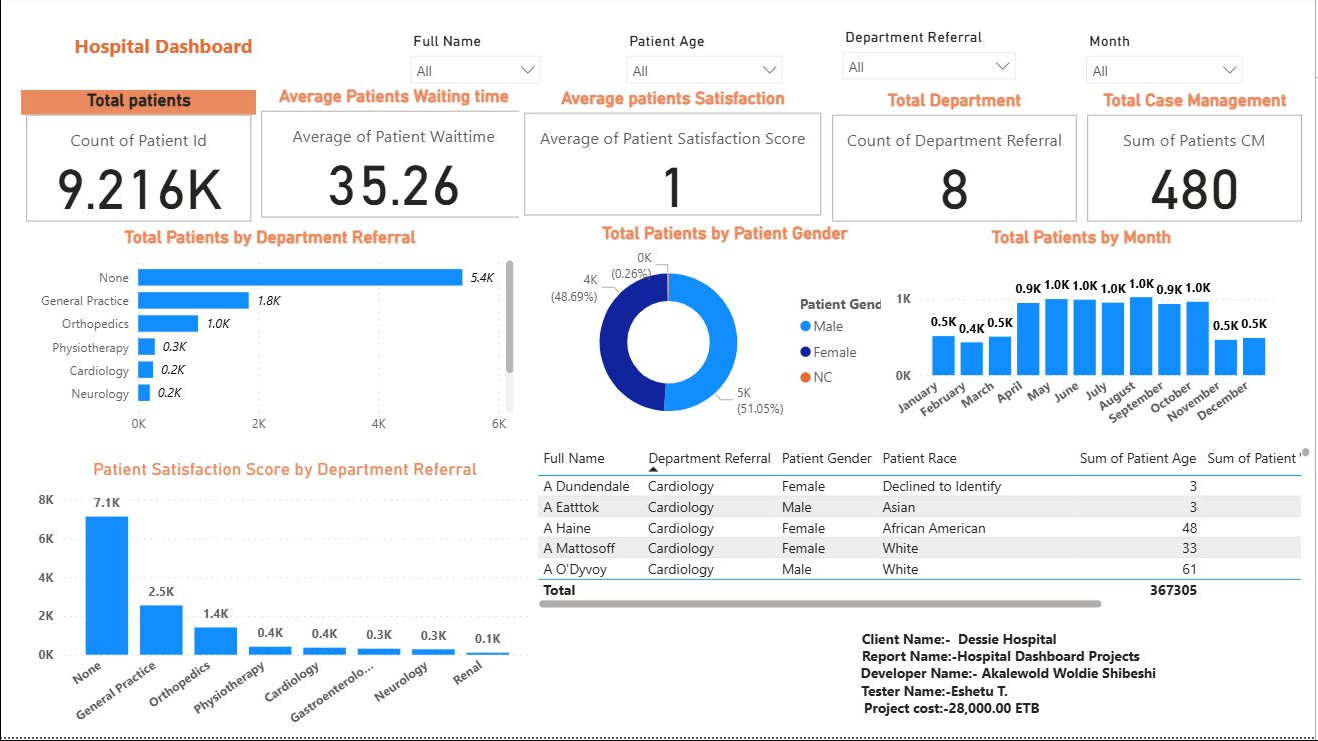 Hospital Dashboard
Full Name
All
Patient Age
All
Department Referral
All
Month
All
Total patients
Count of Patient Id
9.216K
Average Patients Waiting time
Average of Patient Waittime
35.26
Average patients Satisfaction
Average of Patient Satisfaction Score
1
Total Department
Count of Department Referral
8
Total Case Management
Sum of Patients CM
480
Total Patients by Department Referral
None 5.4K
General Practice 1.8K
Orthopedics 1.0K
Physiotherapy 0.3K
Cardiology 0.2K
Neurology 0.2K
0K 2K 4K 6K
Total Patients by Patient Gender
0K
(0.26%)
4K
(48.69%)
5K
(51.05%)
Patient Gend
Male
Female
NC
Total Patients by Month
1K
0K
0.5K 0.4K 0.5K 0.9K 1.0K 1.0K 1.0K 1.0K 0.9K 1.0K 0.5K 0.5K
January February March April May June July August September October November December
Patient Satisfaction Score by Department Referral
8K
6K
4K
2K
0K
7.1K 2.5K 1.4K 0.4K 0.4K 0.3K 0.3K 0.1K
None General Practice Orthopedics Physiotherapy Cardiology Gastroenterolo... Neurology Renal
Full Name Department Referral Patient Gender Patient Race Sum of Patient Age Sum of Patient
A Dundendale Cardiology Female Declined to Identify 3
A Eatttok Cardiology Male Asian 3
A Haine Cardiology Female African American 48
A Mattosoff Cardiology Female White 33
A O'Dyvoy Cardiology Male White 61
Total 367305
Client Name:- Dessie Hospital
Report Name:-Hospital Dashboard Projects
Developer Name:- Akalewold Woldie Shibeshi
Tester Name:-Eshetu T.
Project cost:-28,000.00 ETB